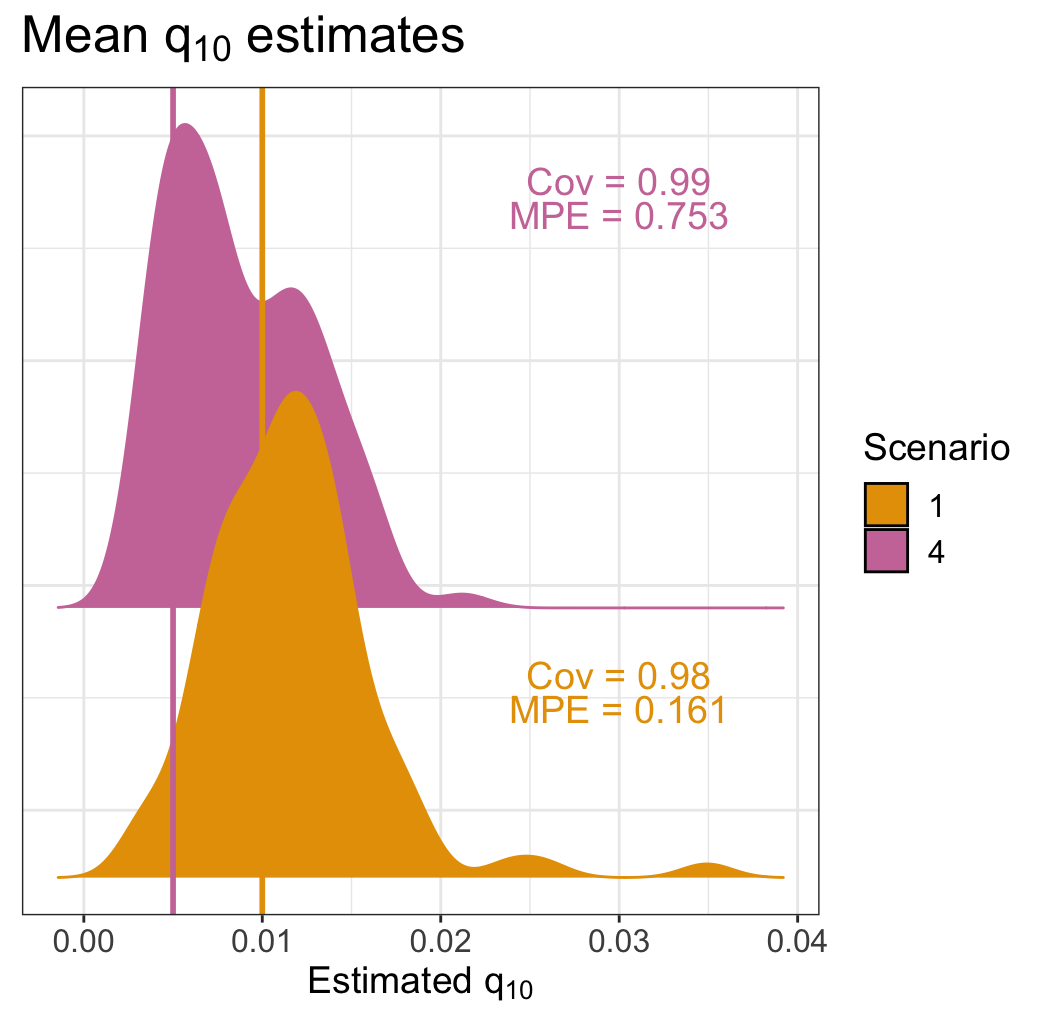 Mean q₁₀ estimates
Cov = 0.99
MPE = 0.753
Scenario
1
4
Cov = 0.98
MPE = 0.161
0.00 0.01 0.02 0.03 0.04
Estimated q₁₀